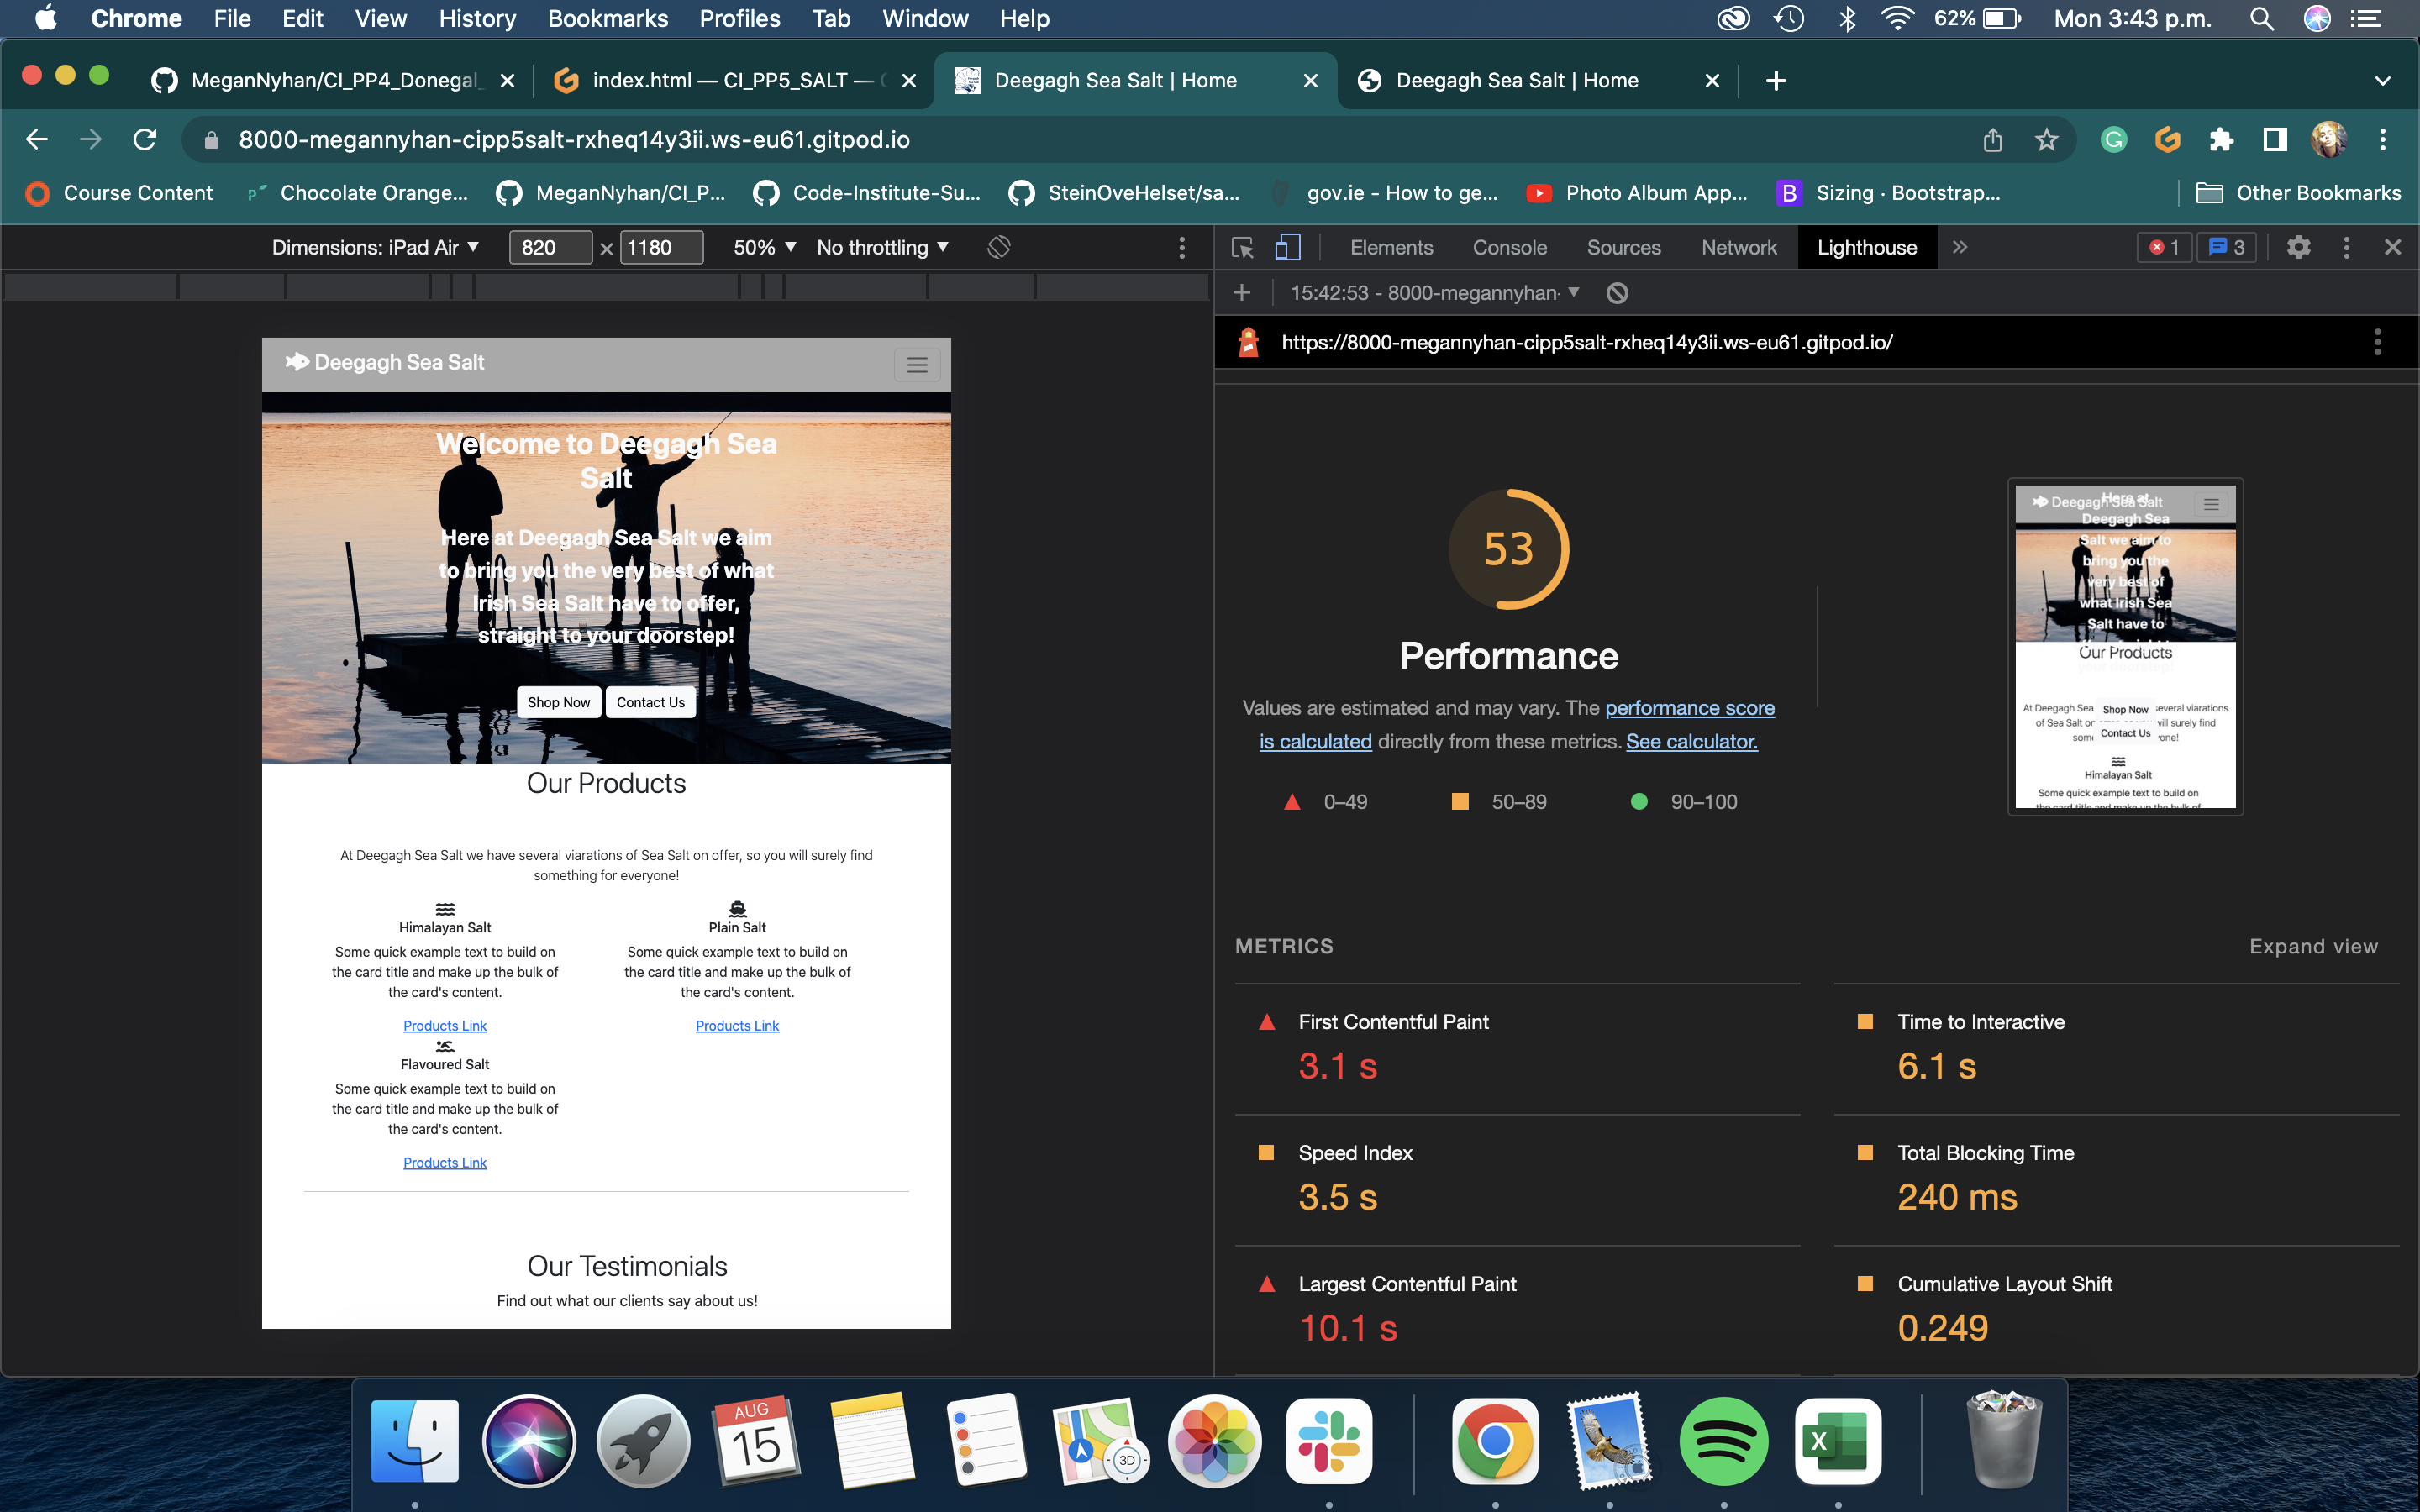 Chrome File Edit View History Bookmarks Profiles Tab Window Help 62% Mon 3:43 p.m.
MeganNyhan/CI_PP4_Donegal_ index.html — CI_PP5_SALT — Deegagh Sea Salt | Home Deegagh Sea Salt | Home
8000-megannyhan-cipp5salt-rxheq14y3ii.ws-eu61.gitpod.io
Course Content Chocolate Orange... MeganNyhan/CI_P... Code-Institute-Su... SteinOveHelset/sa... gov.ie - How to ge... Photo Album App... B Sizing · Bootstrap... Other Bookmarks
Dimensions: iPad Air 820 × 1180 50% No throttling
Elements Console Sources Network Lighthouse 1 3
15:42:53 - 8000-megannyhan-
https://8000-megannyhan-cipp5salt-rxheq14y3ii.ws-eu61.gitpod.io/
Deegagh Sea Salt
Welcome to Deegagh Sea
Salt
Here at Deegagh Sea Salt we aim
to bring you the very best of what
Irish Sea Salt have to offer,
straight to your doorstep!
Shop Now Contact Us
Our Products
At Deegagh Sea Salt we have several viarations of Sea Salt on offer, so you will surely find
something for everyone!
Himalayan Salt
Some quick example text to build on
the card title and make up the bulk of
the card's content.
Products Link
Plain Salt
Some quick example text to build on
the card title and make up the bulk of
the card's content.
Products Link
Flavoured Salt
Some quick example text to build on
the card title and make up the bulk of
the card's content.
Products Link
Our Testimonials
Find out what our clients say about us!
53
Performance
Values are estimated and may vary. The performance score
is calculated directly from these metrics. See calculator.
0–49 50–89 90–100
Deegagh Sea Salt
Here at
Deegagh Sea
Salt we aim to
bring you the
very best of
what Irish Sea
Salt have to
Our Products
At Deegagh Sea Shop Now several viarations
of Sea Salt on will surely find
Contact Us
Himalayan Salt
Some quick example text to build on
the card title and make up the bulk of
METRICS Expand view
First Contentful Paint
3.1 s
Time to Interactive
6.1 s
Speed Index
3.5 s
Total Blocking Time
240 ms
Largest Contentful Paint
10.1 s
Cumulative Layout Shift
0.249
AUG
15
3D
X